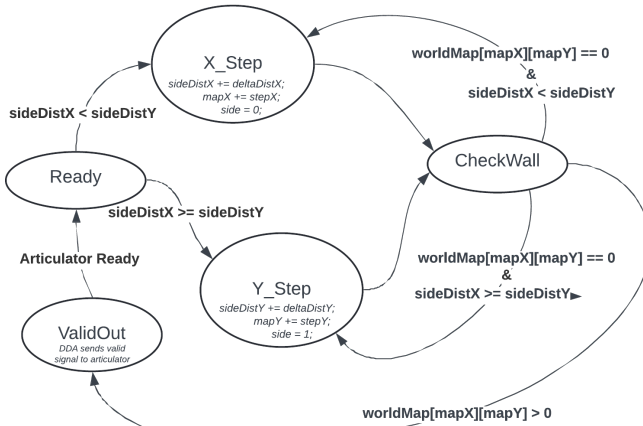 X_Step
sideDistX += deltaDistX;
mapX += stepX;
side = 0;
worldMap[mapX][mapY] == 0
&
sideDistX < sideDistY
sideDistX < sideDistY
CheckWall
Ready
sideDistX >= sideDistY
Articulator Ready
worldMap[mapX][mapY] == 0
&
sideDistX >= sideDistY
Y_Step
sideDistY += deltaDistY;
mapY += stepY;
side = 1;
ValidOut
DDA sends valid
signal to articulator
worldMap[mapX][mapY] > 0